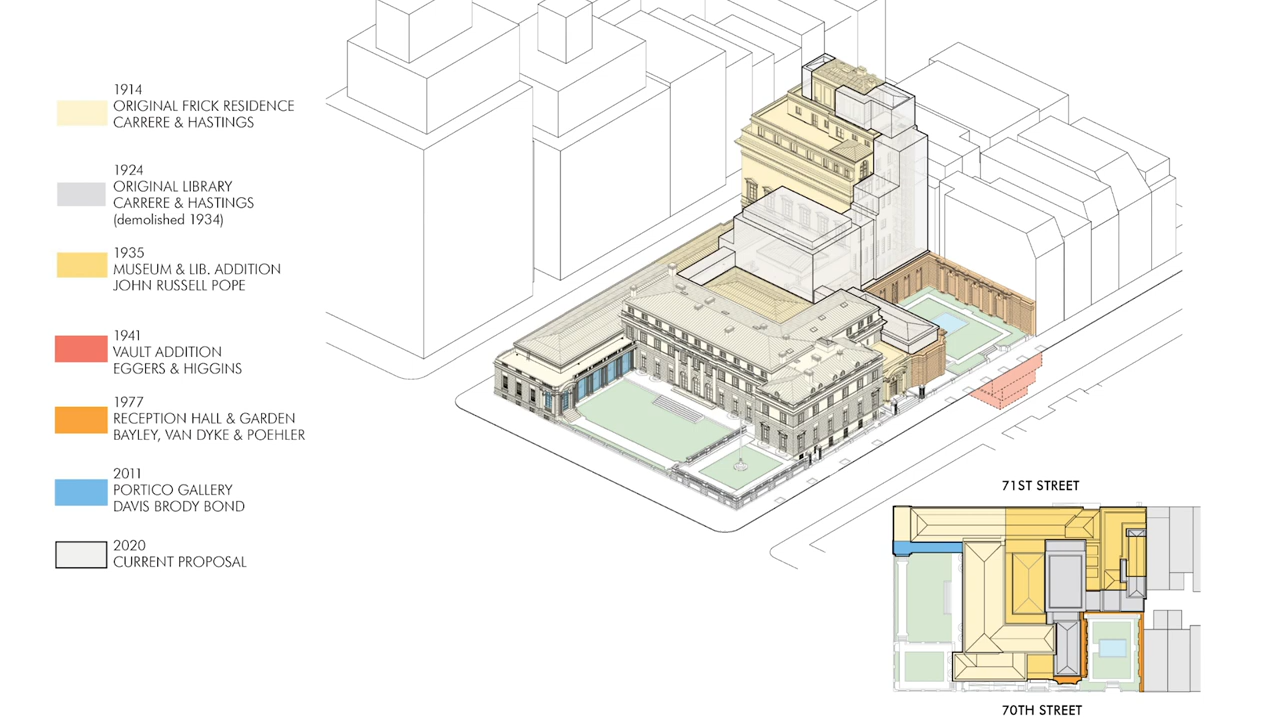 1914
ORIGINAL FRICK RESIDENCE
CARRERE & HASTINGS
1924
ORIGINAL LIBRARY
CARRERE & HASTINGS
(demolished 1934)
1935
MUSEUM & LIB. ADDITION
JOHN RUSSELL POPE
1941
VAULT ADDITION
EGGERS & HIGGINS
1977
RECEPTION HALL & GARDEN
BAYLEY, VAN DYKE & POEHLER
2011
PORTICO GALLERY
DAVIS BRODY BOND
2020
CURRENT PROPOSAL
71ST STREET
70TH STREET